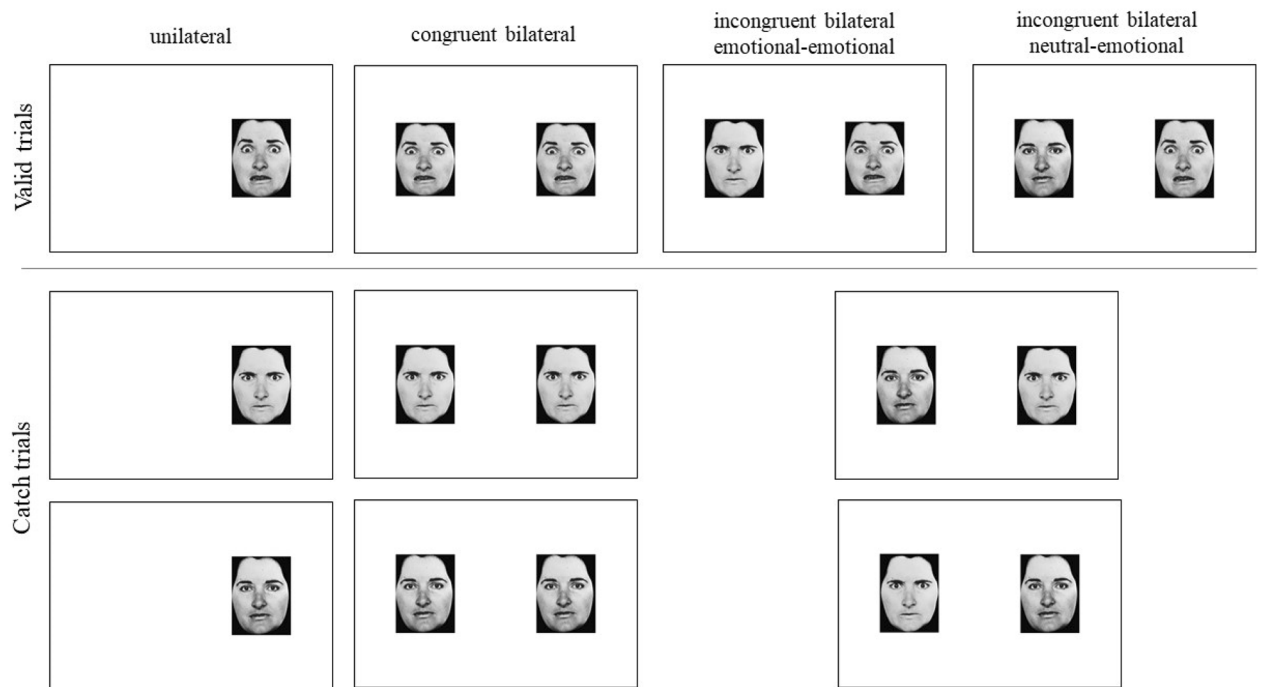 unilateral
congruent bilateral
incongruent bilateral
emotional-emotional
incongruent bilateral
neutral-emotional
Valid trials
Catch trials